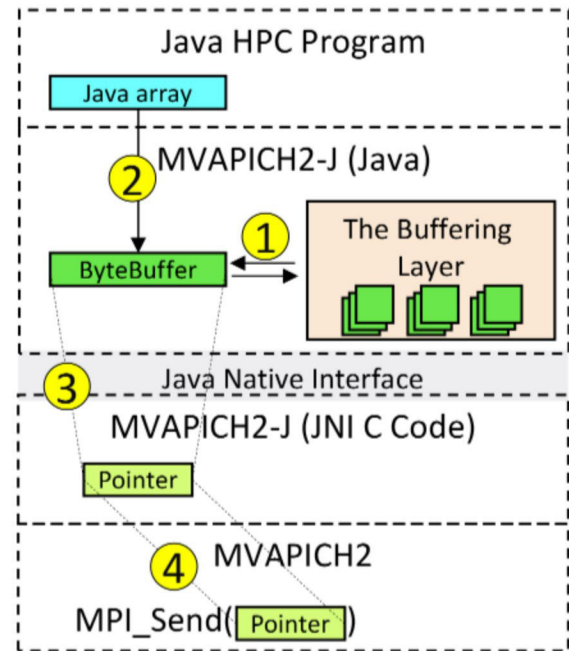 Java HPC Program
Java array
MVAPICH2-J (Java)
2
1
The Buffering
Layer
ByteBuffer
Java Native Interface
3
MVAPICH2-J (JNI C Code)
Pointer
MVAPICH2
4
MPI_Send(Pointer)